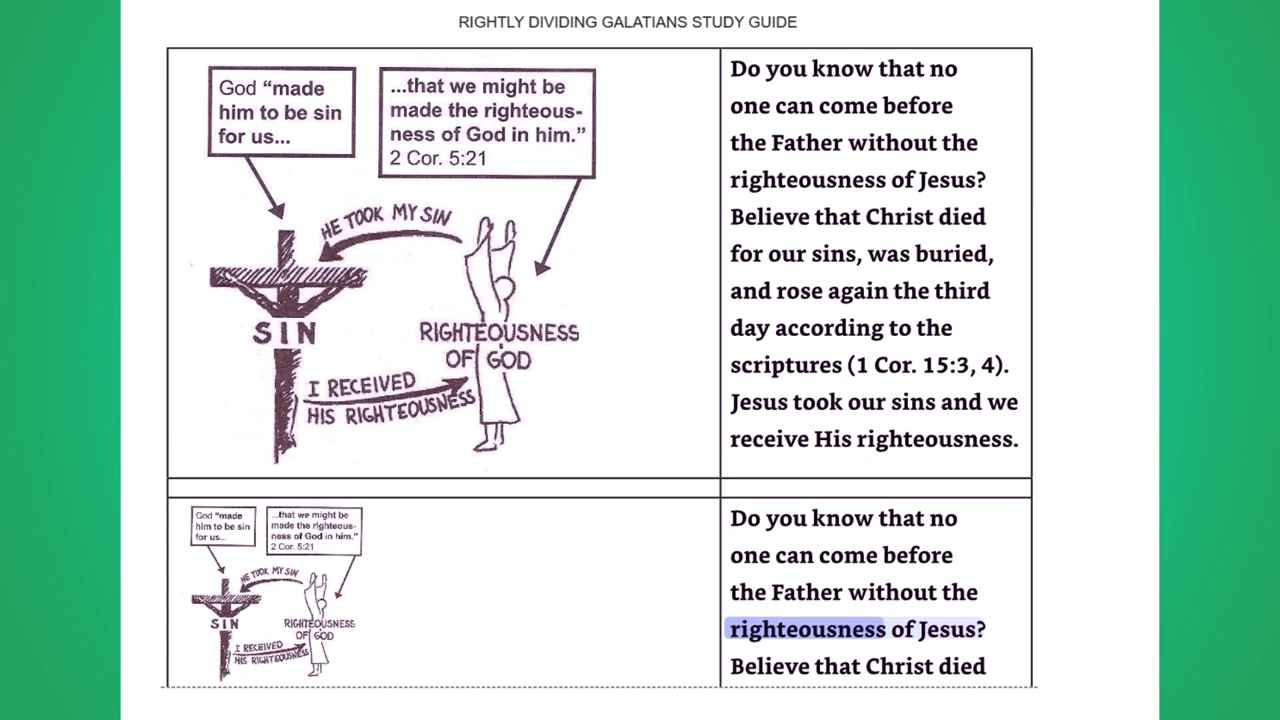 RIGHTLY DIVIDING GALATIANS STUDY GUIDE
God “made
him to be sin
for us...
...that we might be
made the righteous-
ness of God in him.”
2 Cor. 5:21
HE TOOK MY SIN
SIN
RIGHTEOUSNESS
OF GOD
I RECEIVED
HIS RIGHTEOUSNESS
Do you know that no
one can come before
the Father without the
righteousness of Jesus?
Believe that Christ died
for our sins, was buried,
and rose again the third
day according to the
scriptures (1 Cor. 15:3, 4).
Jesus took our sins and we
receive His righteousness.
God “made
him to be sin
for us...
...that we might be
made the righteous-
ness of God in him.”
2 Cor. 5:21
HE TOOK MY SIN
SIN
RIGHTEOUSNESS
OF GOD
I RECEIVED
HIS RIGHTEOUSNESS
Do you know that no
one can come before
the Father without the
righteousness of Jesus?
Believe that Christ died